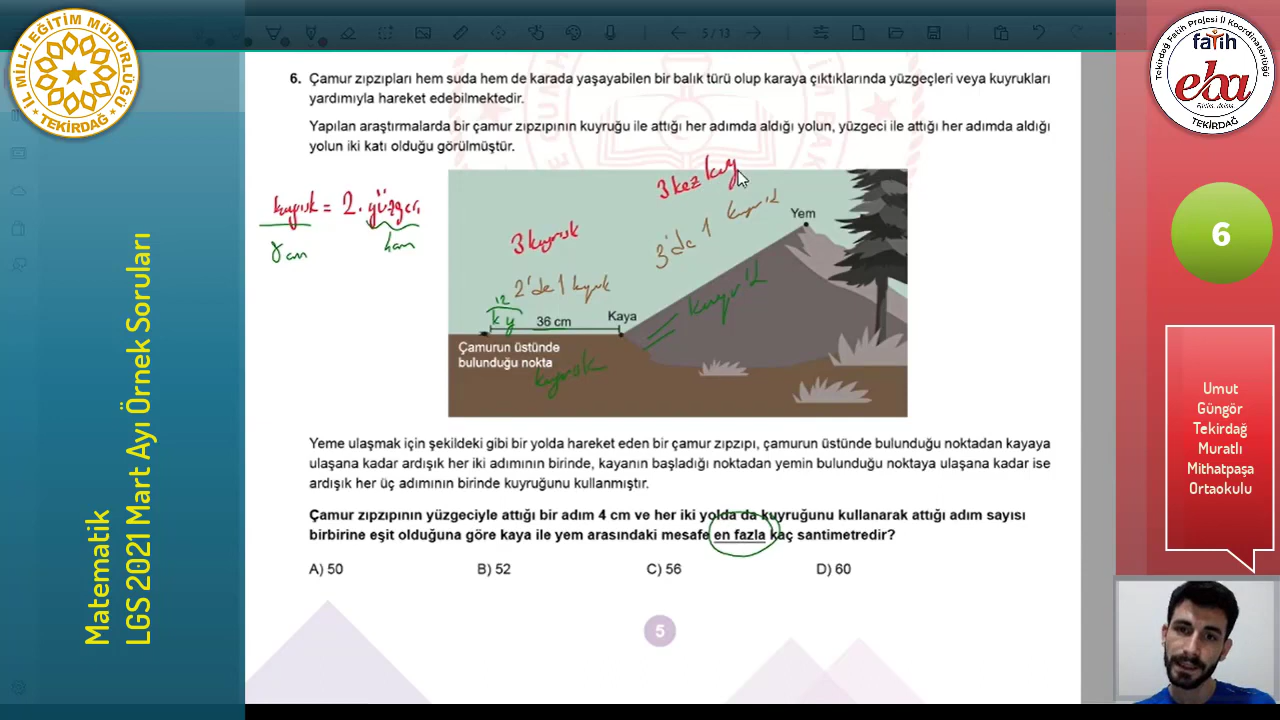 İL MİLLİ EĞİTİM MÜDÜRLÜĞÜ
TEKİRDAĞ
Matematik
LGS 2021 Mart Ayı Örnek Soruları
5 / 13
6. Çamur zıpzıpları hem suda hem de karada yaşayabilen bir balık türü olup karaya çıktıklarında yüzgeçleri veya kuyrukları
yardımıyla hareket edebilmektedir.
Yapılan araştırmalarda bir çamur zıpzıpının kuyruğu ile attığı her adımda aldığı yolun, yüzgeci ile attığı her adımda aldığı
yolun iki katı olduğu görülmüştür.
kuyruk = 2.
3 kez kuy
3 kuyruk
3'de 1
2'de 1
12
k y
36 cm
Kaya
Yem
Çamurun üstünde
bulunduğu nokta
kuyruk
Yeme ulaşmak için şekildeki gibi bir yolda hareket eden bir çamur zıpzıpı, çamurun üstünde bulunduğu noktadan kayaya
ulaşana kadar ardışık her iki adımının birinde, kayanın başladığı noktadan yemin bulunduğu noktaya ulaşana kadar ise
ardışık her üç adımının birinde kuyruğunu kullanmıştır.
Çamur zıpzıpının yüzgeciyle attığı bir adım 4 cm ve her iki yolda da kuyruğunu kullanarak attığı adım sayısı
birbirine eşit olduğuna göre kaya ile yem arasındaki mesafe en fazla kaç santimetredir?
A) 50
B) 52
C) 56
D) 60
5
Tekirdağ Fatih Projesi İl Koordinatörlüğü
fatih
eba
TEKİRDAĞ
6
Umut
Güngör
Tekirdağ
Muratlı
Mithatpaşa
Ortaokulu